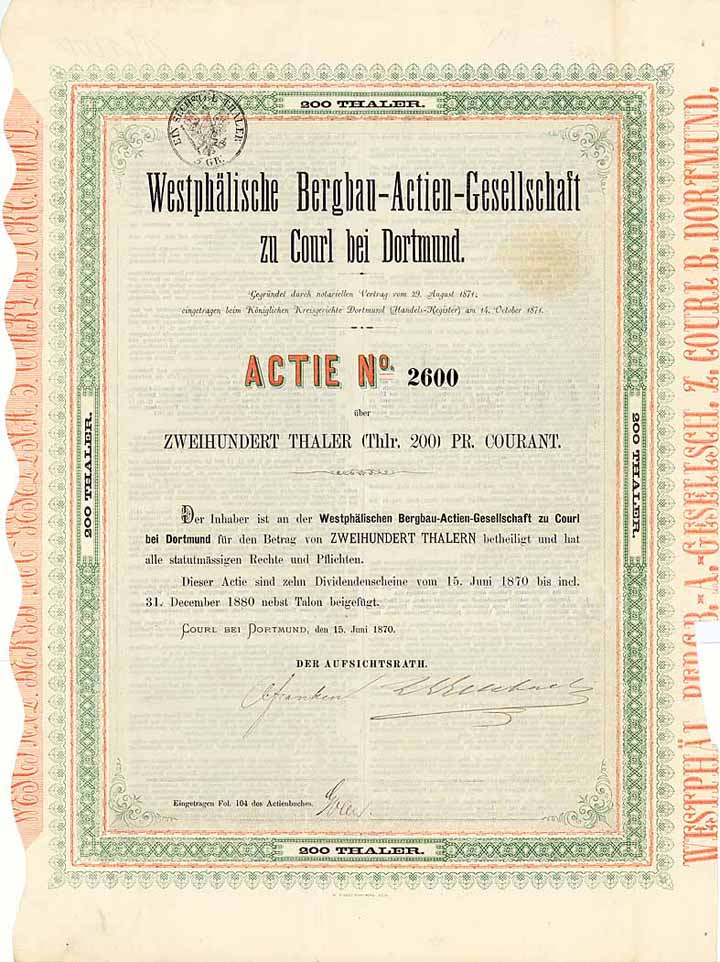 200 THALER.
EIN SECHSTEL THALER
5 GR.
Westphälische Bergbau-Actien-Gesellschaft
zu Courl bei Dortmund.
Gegründet durch notariellen Vertrag vom 29. August 1871;
eingetragen beim Königlichen Kreisgerichte Dortmund (Handels-Register) am 14. October 1871.
ACTIE No. 2600
über
ZWEIHUNDERT THALER (Thlr. 200) PR. COURANT.
Der Inhaber ist an der Westphälischen Bergbau-Actien-Gesellschaft zu Courl
bei Dortmund für den Betrag von ZWEIHUNDERT THALERN betheiligt und hat
alle statutmässigen Rechte und Pflichten.
Dieser Actie sind zehn Dividendenscheine vom 15. Juni 1870 bis incl.
31. December 1880 nebst Talon beigefügt.
COURL BEI DORTMUND, den 15. Juni 1870.
DER AUFSICHTSRATH.
Eingetragen Fol. 104 des Actienbuches.
200 THALER.
200 THALER.
200 THALER.